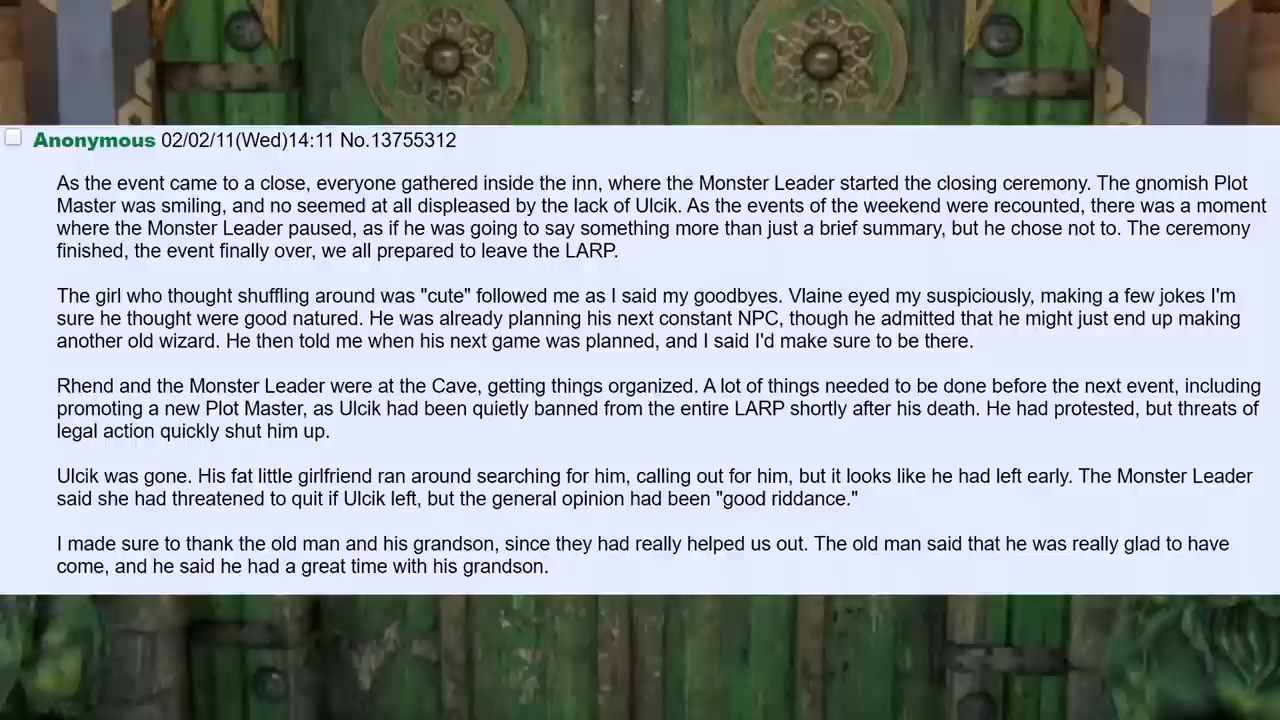 Anonymous 02/02/11(Wed)14:11 No.13755312
As the event came to a close, everyone gathered inside the inn, where the Monster Leader started the closing ceremony. The gnomish Plot
Master was smiling, and no seemed at all displeased by the lack of Ulcik. As the events of the weekend were recounted, there was a moment
where the Monster Leader paused, as if he was going to say something more than just a brief summary, but he chose not to. The ceremony
finished, the event finally over, we all prepared to leave the LARP.
The girl who thought shuffling around was "cute" followed me as I said my goodbyes. Vlaine eyed my suspiciously, making a few jokes I'm
sure he thought were good natured. He was already planning his next constant NPC, though he admitted that he might just end up making
another old wizard. He then told me when his next game was planned, and I said I'd make sure to be there.
Rhend and the Monster Leader were at the Cave, getting things organized. A lot of things needed to be done before the next event, including
promoting a new Plot Master, as Ulcik had been quietly banned from the entire LARP shortly after his death. He had protested, but threats of
legal action quickly shut him up.
Ulcik was gone. His fat little girlfriend ran around searching for him, calling out for him, but it looks like he had left early. The Monster Leader
said she had threatened to quit if Ulcik left, but the general opinion had been "good riddance."
I made sure to thank the old man and his grandson, since they had really helped us out. The old man said that he was really glad to have
come, and he said he had a great time with his grandson.